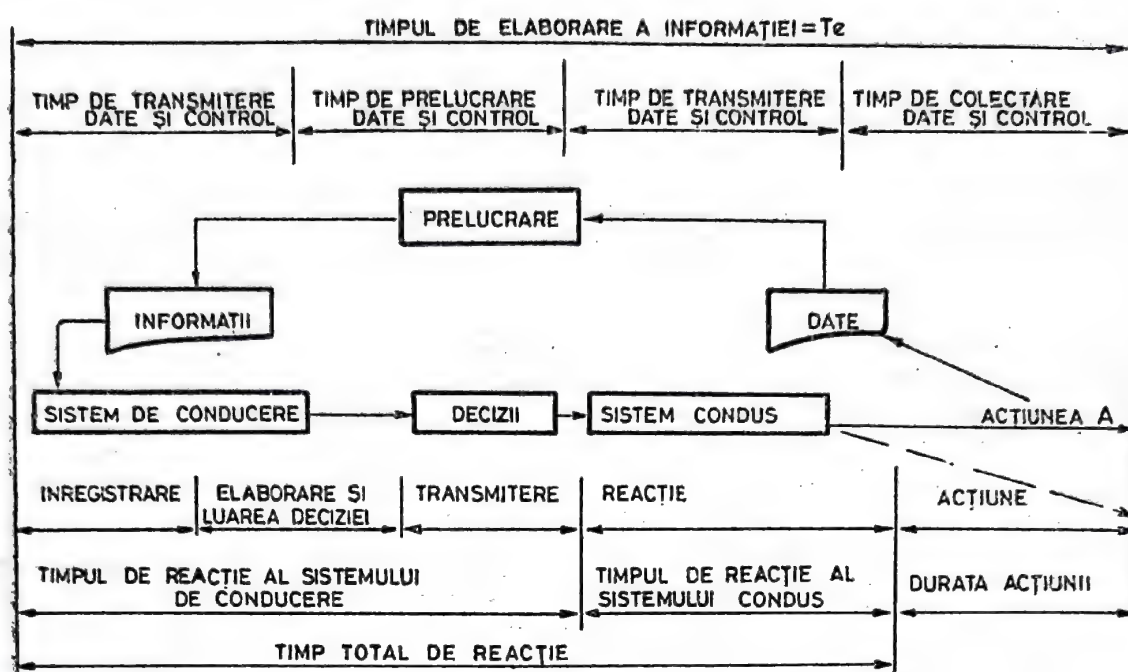 TIMPUL DE ELABORARE A INFORMAȚIEI=Te
TIMP DE TRANSMITERE
DATE ȘI CONTROL
TIMP DE PRELUCRARE
DATE ȘI CONTROL
TIMP DE TRANSMITERE
DATE ȘI CONTROL
TIMP DE COLECTARE
DATE ȘI CONTROL
PRELUCRARE
INFORMATII
DATE
SISTEM DE CONDUCERE
DECIZII
SISTEM CONDUS
ACȚIUNEA A
INREGISTRARE
ELABORARE SI
LUAREA DECIZIEI
TRANSMITERE
REACȚIE
ACȚIUNE
TIMPUL DE REACȚIE AL SISTEMULUI
DE CONDUCERE
TIMPUL DE REACȚIE AL
SISTEMULUI CONDUS
DURATA ACȚIUNII
TIMP TOTAL DE REACȚIE